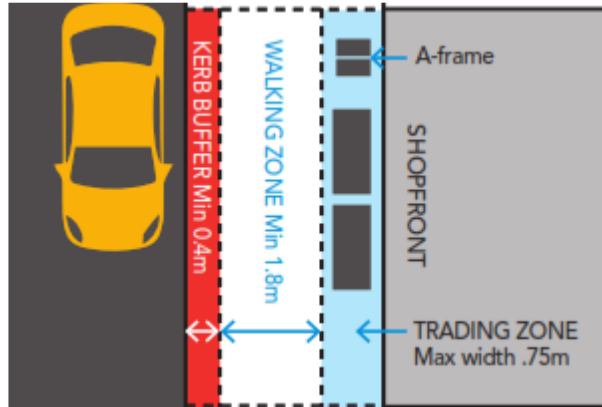 KERB BUFFER Min 0.4m
WALKING ZONE Min 1.8m
A-frame
SHOPFRONT
TRADING ZONE
Max width .75m